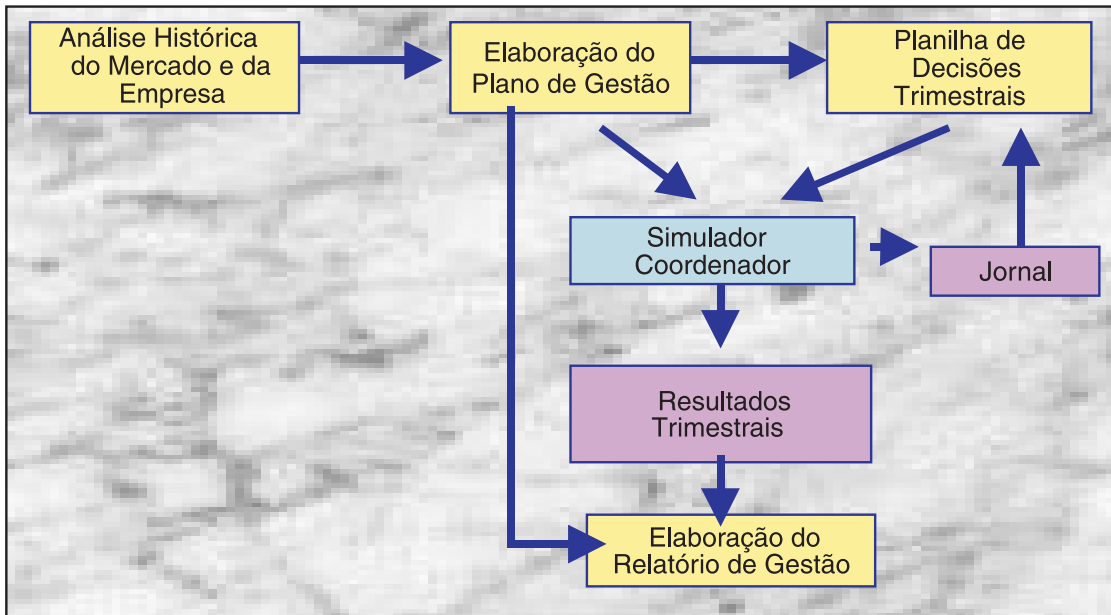 Análise Histórica
do Mercado e da
Empresa
Elaboração do
Plano de Gestão
Planilha de
Decisões
Trimestrais
Simulador
Coordenador
Jornal
Resultados
Trimestrais
Elaboração do
Relatório de Gestão